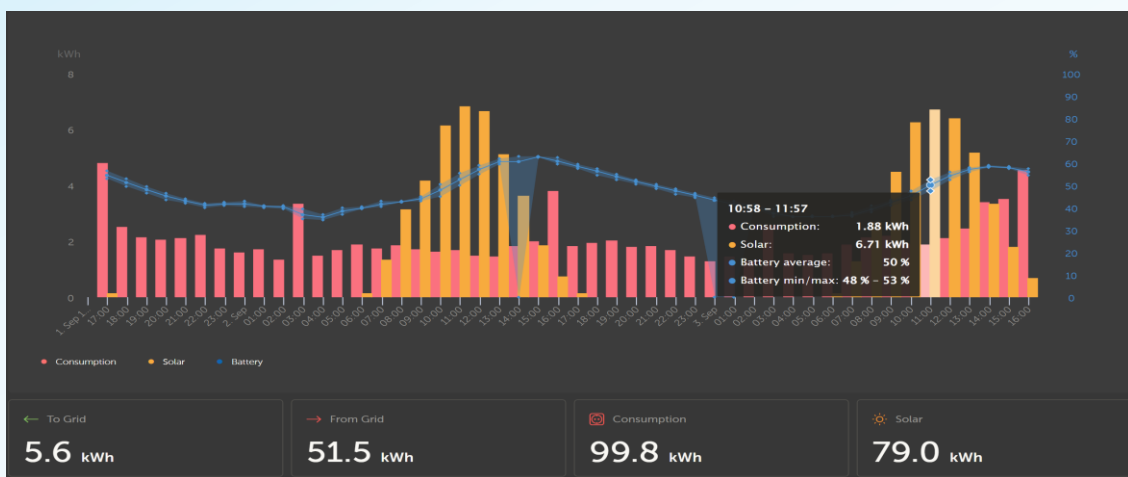 kWh
%
8
6
4
2
0
100
90
80
70
60
50
40
30
20
10
0
10:58 – 11:57
Consumption: 1.88 kWh
Solar: 6.71 kWh
Battery average: 50 %
Battery min/max: 48 % – 53 %
1. Sep 1... 17:00 18:00 19:00 20:00 21:00 22:00 23:00 2. Sep 01:00 02:00 03:00 04:00 05:00 06:00 07:00 08:00 09:00 10:00 11:00 12:00 13:00 14:00 15:00 16:00 17:00 18:00 19:00 20:00 21:00 22:00 23:00 3. Sep 01:00 02:00 03:00 04:00 05:00 06:00 07:00 08:00 09:00 10:00 11:00 12:00 13:00 14:00 15:00 16:00
Consumption Solar Battery
To Grid
5.6 kWh
From Grid
51.5 kWh
Consumption
99.8 kWh
Solar
79.0 kWh